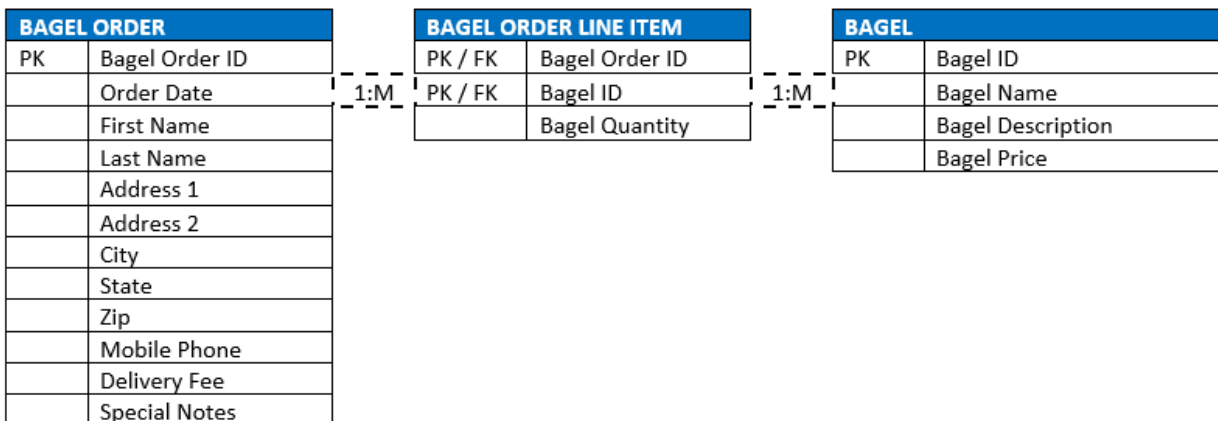 BAGEL ORDER
PK Bagel Order ID
Order Date
First Name
Last Name
Address 1
Address 2
City
State
Zip
Mobile Phone
Delivery Fee
Special Notes
1:M
BAGEL ORDER LINE ITEM
PK / FK Bagel Order ID
PK / FK Bagel ID
Bagel Quantity
1:M
BAGEL
PK Bagel ID
Bagel Name
Bagel Description
Bagel Price